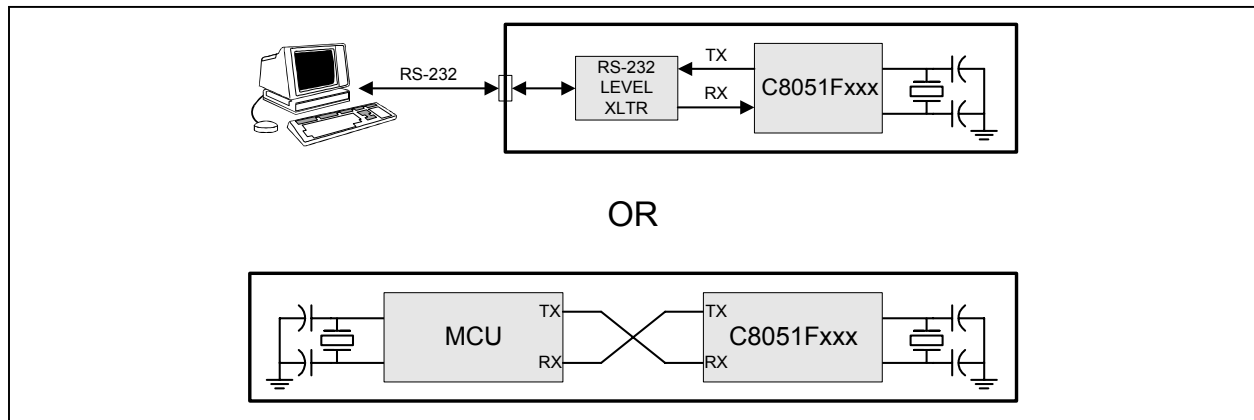 RS-232
RS-232
LEVEL
XLTR
TX
RX
C8051Fxxx
OR
MCU
TX
RX
TX
RX
C8051Fxxx